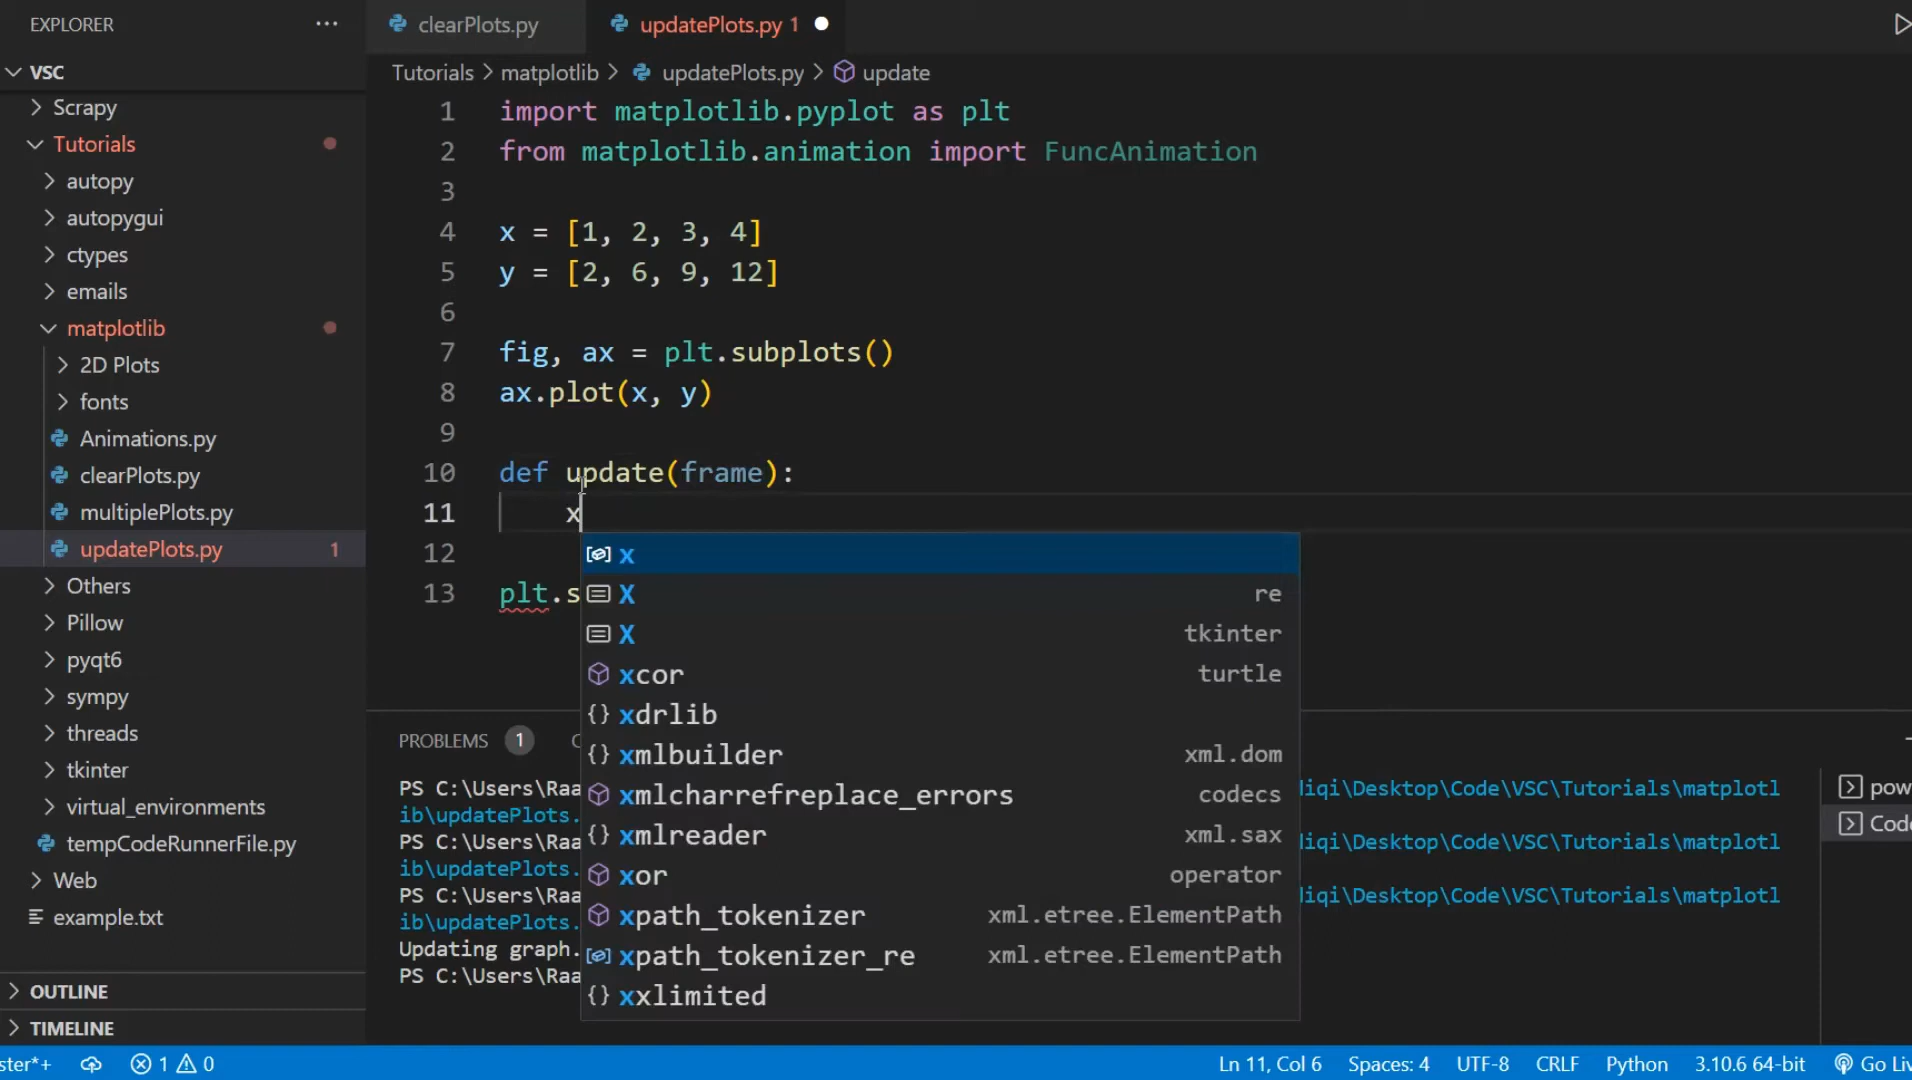 EXPLORER ...
VSC
Scrapy
Tutorials
autopy
autopygui
ctypes
emails
matplotlib
2D Plots
fonts
Animations.py
clearPlots.py
multiplePlots.py
updatePlots.py 1
Others
Pillow
pyqt6
sympy
threads
tkinter
virtual_environments
tempCodeRunnerFile.py
Web
example.txt
OUTLINE
TIMELINE
clearPlots.py updatePlots.py 1
Tutorials > matplotlib > updatePlots.py > update
1 import matplotlib.pyplot as plt
2 from matplotlib.animation import FuncAnimation
3
4 x = [1, 2, 3, 4]
5 y = [2, 6, 9, 12]
6
7 fig, ax = plt.subplots()
8 ax.plot(x, y)
9
10 def update(frame):
11 x
12
13 plt.s
x
X re
X tkinter
xcor turtle
xdrlib
xmlbuilder xml.dom
xmlcharrefreplace_errors codecs
xmlreader xml.sax
xor operator
xpath_tokenizer xml.etree.ElementPath
xpath_tokenizer_re xml.etree.ElementPath
xxlimited
PROBLEMS 1
PS C:\Users\Raa iqi\Desktop\Code\VSC\Tutorials\matplotl
ib\updatePlots.
PS C:\Users\Raa iqi\Desktop\Code\VSC\Tutorials\matplotl
ib\updatePlots.
PS C:\Users\Raa iqi\Desktop\Code\VSC\Tutorials\matplotl
ib\updatePlots.
Updating graph.
PS C:\Users\Raa
pow
Cod
ster*+ 1 0 Ln 11, Col 6 Spaces: 4 UTF-8 CRLF Python 3.10.6 64-bit Go Liv